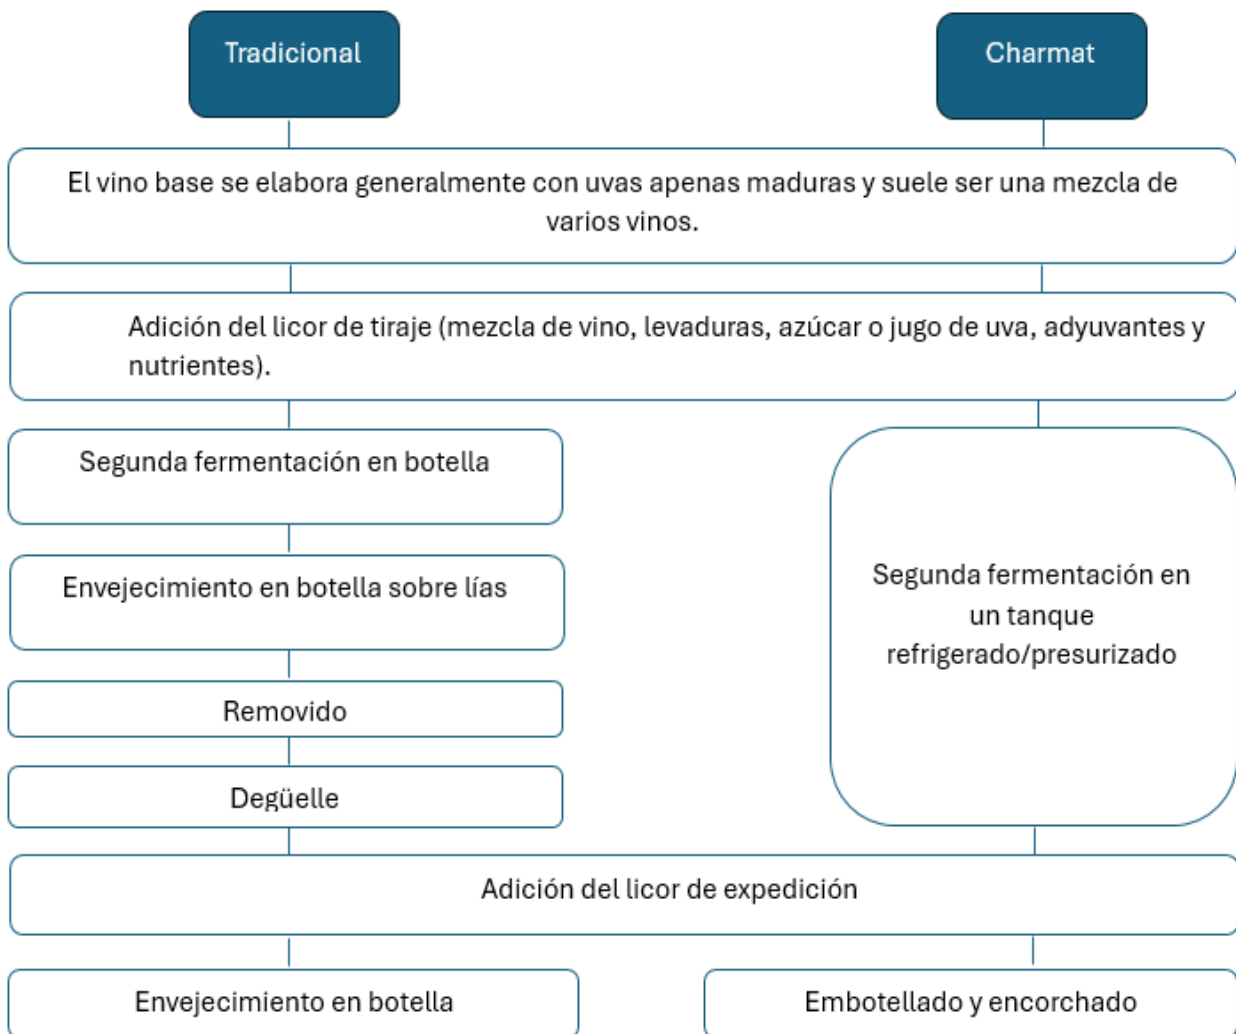 Tradicional
Charmat
El vino base se elabora generalmente con uvas apenas maduras y suele ser una mezcla de
varios vinos.
Adición del licor de tiraje (mezcla de vino, levaduras, azúcar o jugo de uva, adyuvantes y
nutrientes).
Segunda fermentación en botella
Envejecimiento en botella sobre lías
Removido
Degüelle
Segunda fermentación en
un tanque
refrigerado/presurizado
Adición del licor de expedición
Envejecimiento en botella
Embotellado y encorchado